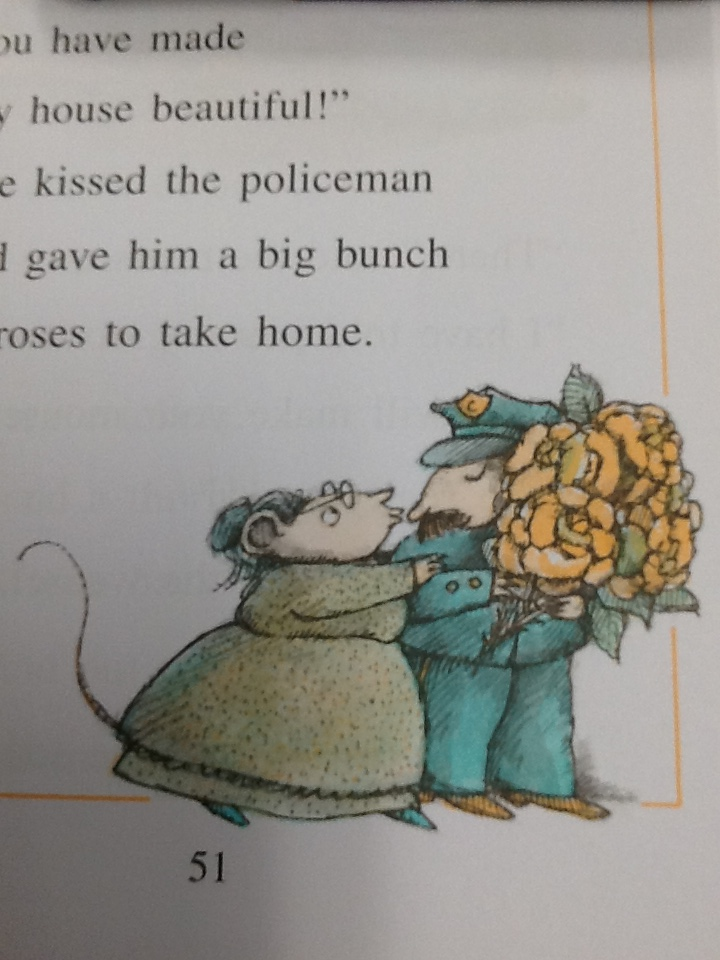 ou have made
y house beautiful!”
e kissed the policeman
d gave him a big bunch
roses to take home.
51